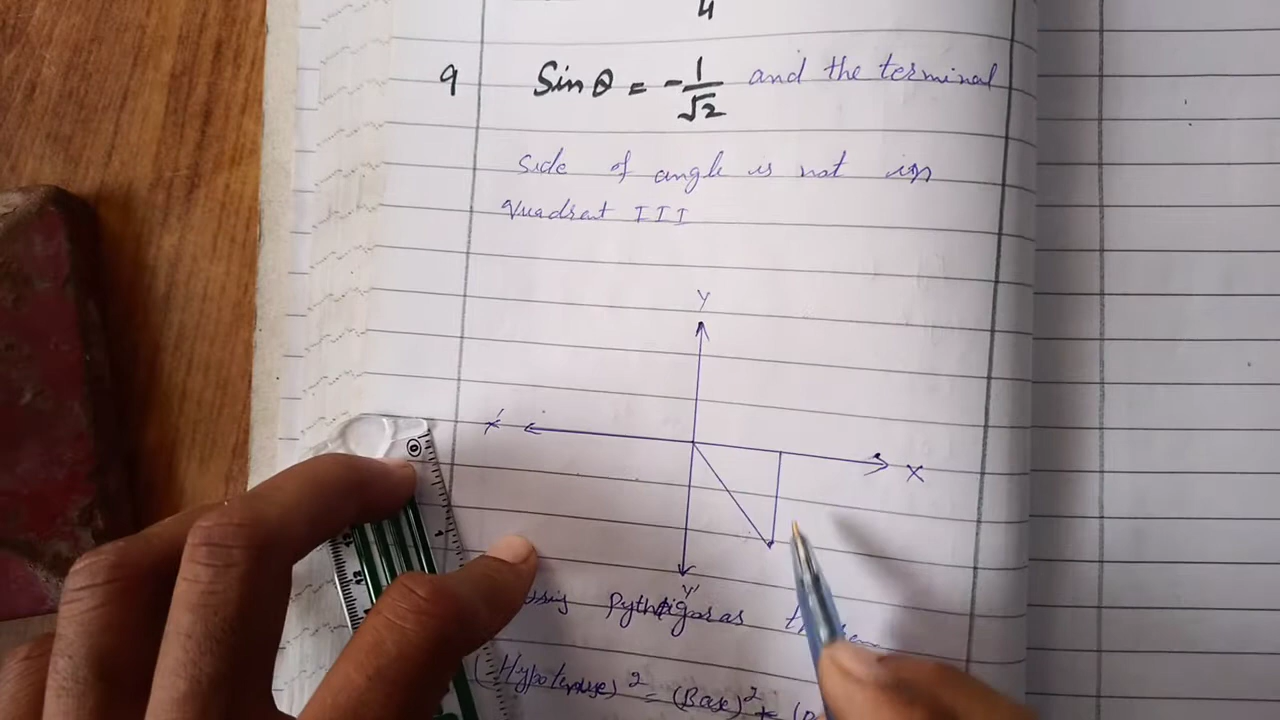 4
9 Sin θ = -1/√2 and the terminal
side of angle is not in
quadrat III
Y
X' X
Y'
Pythagoras
(Hypotenuse)² = (Base)² +